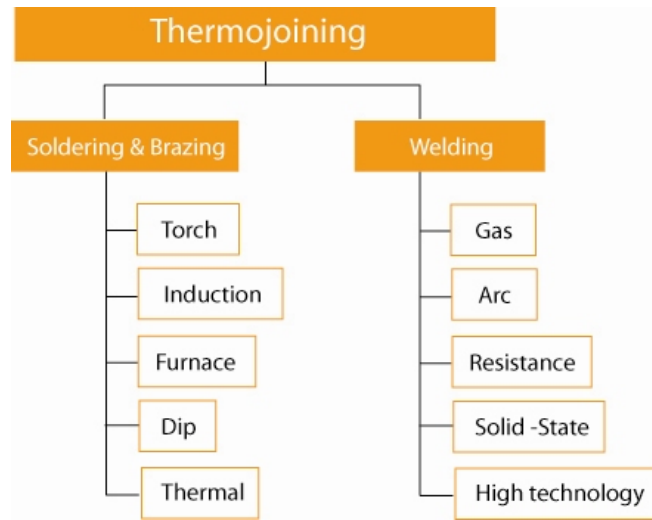 Thermojoining
Soldering & Brazing
Torch
Induction
Furnace
Dip
Thermal
Welding
Gas
Arc
Resistance
Solid -State
High technology